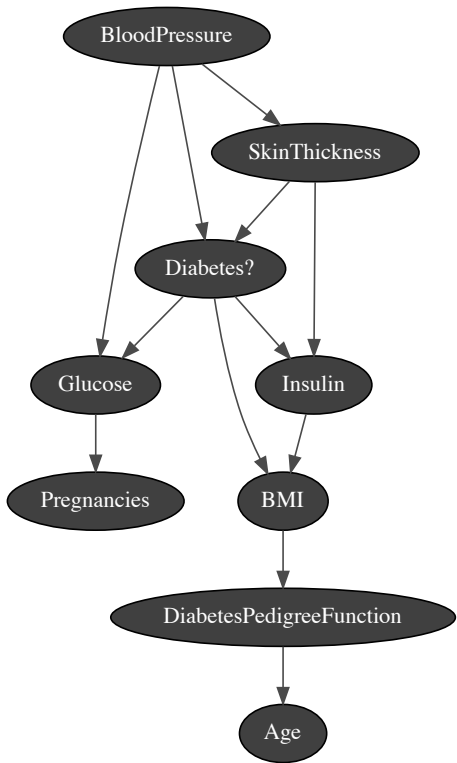 BloodPressure
SkinThickness
Diabetes?
Glucose
Insulin
Pregnancies
BMI
DiabetesPedigreeFunction
Age